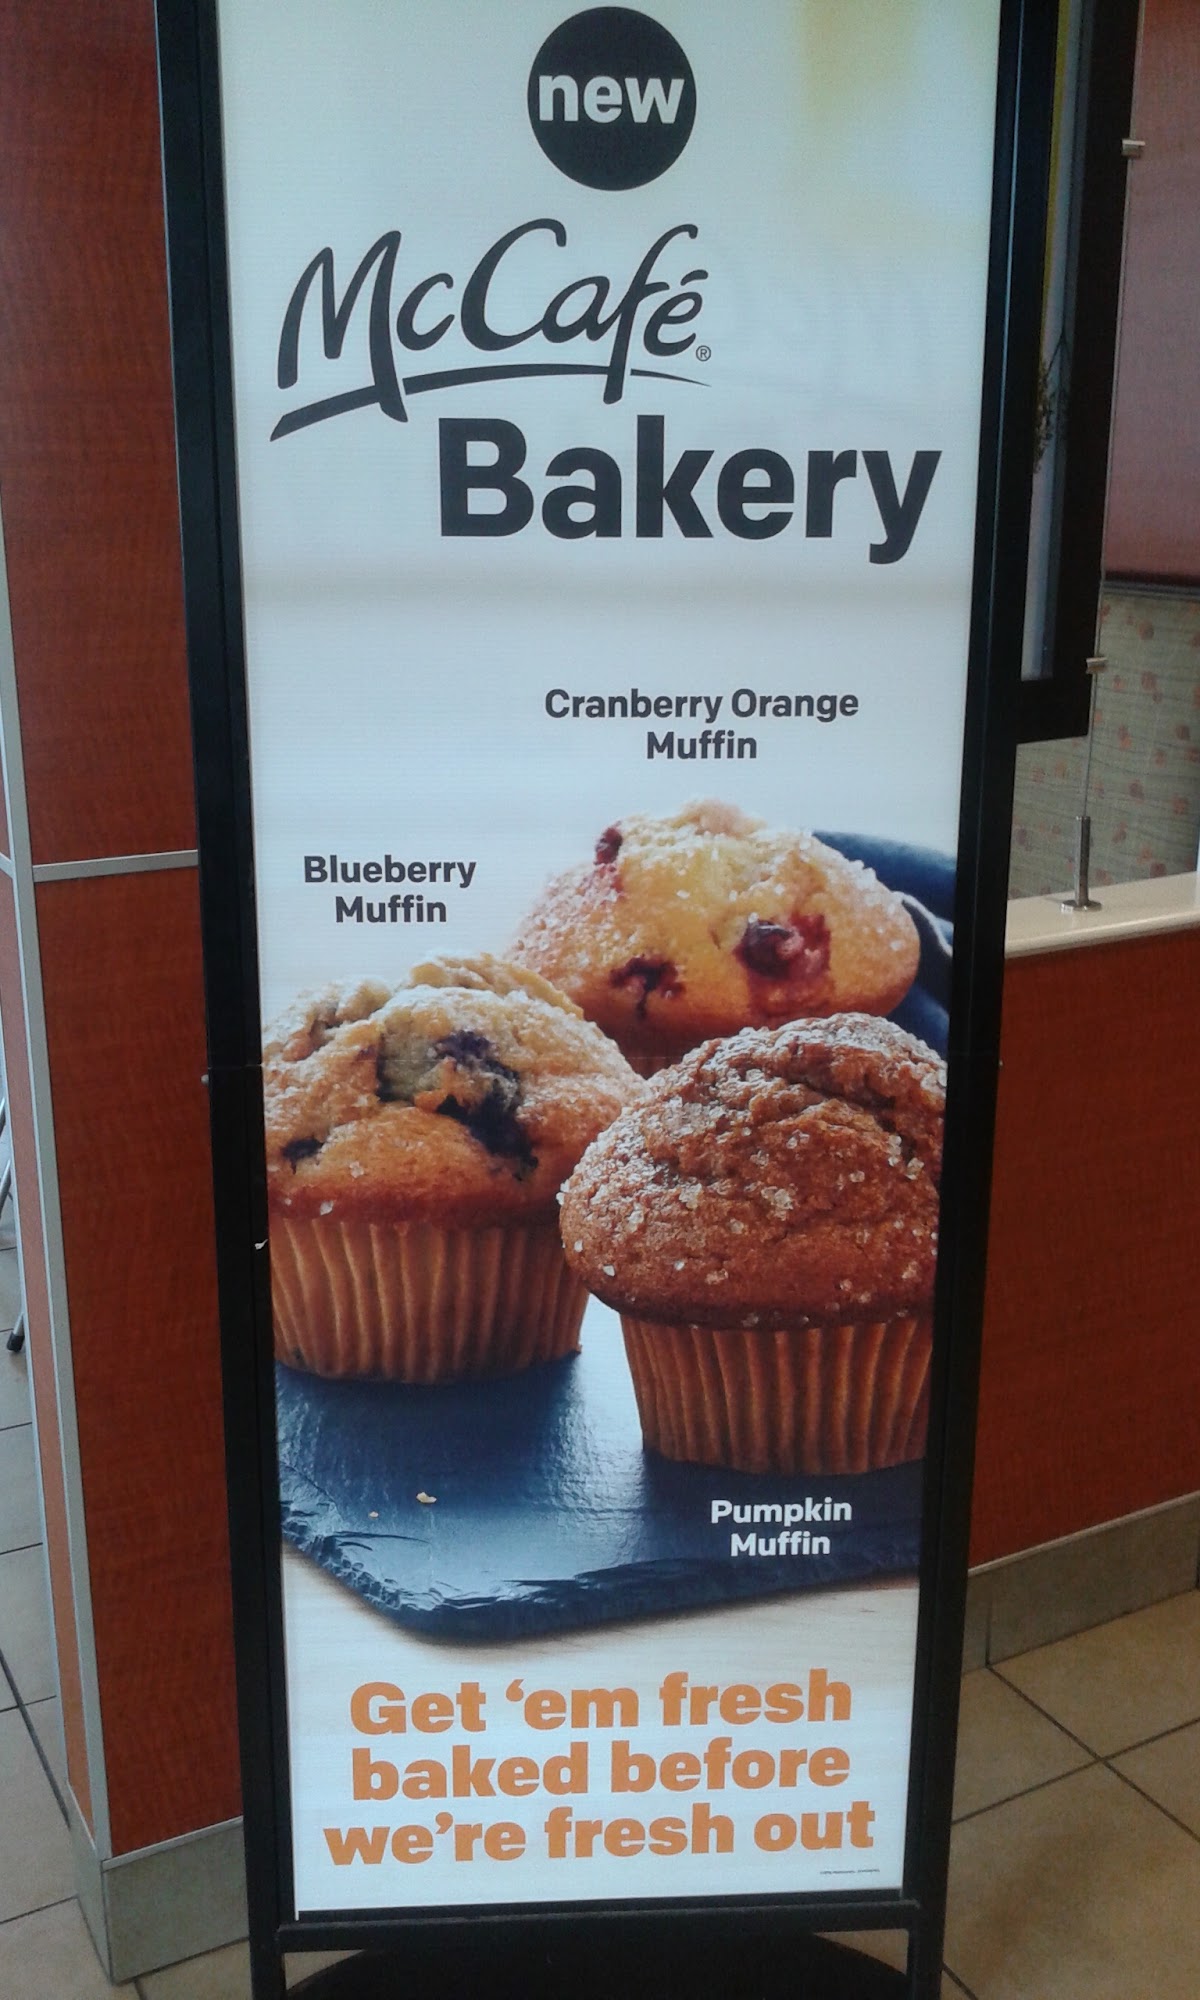 new
McCafé®
Bakery
Cranberry Orange
Muffin
Blueberry
Muffin
Pumpkin
Muffin
Get ‘em fresh
baked before
we’re fresh out